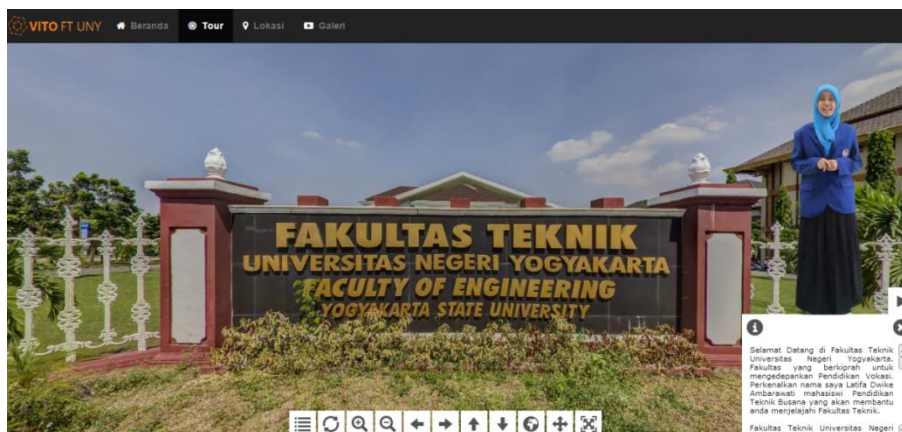 VITO FT UNY Beranda Tour Lokasi Galeri
FAKULTAS TEKNIK
UNIVERSITAS NEGERI YOGYAKARTA
FACULTY OF ENGINEERING
YOGYAKARTA STATE UNIVERSITY
Selamat Datang di Fakultas Teknik
Universitas Negeri Yogyakarta.
Fakultas yang berkiprah untuk
mengedepankan Pendidikan Vokasi.
Perkenalkan nama saya Latifa Dwike
Ambarawati mahasiswi Pendidikan
Teknik Busana yang akan membantu
anda menjelajahi Fakultas Teknik.
Fakultas Teknik Universitas Negeri